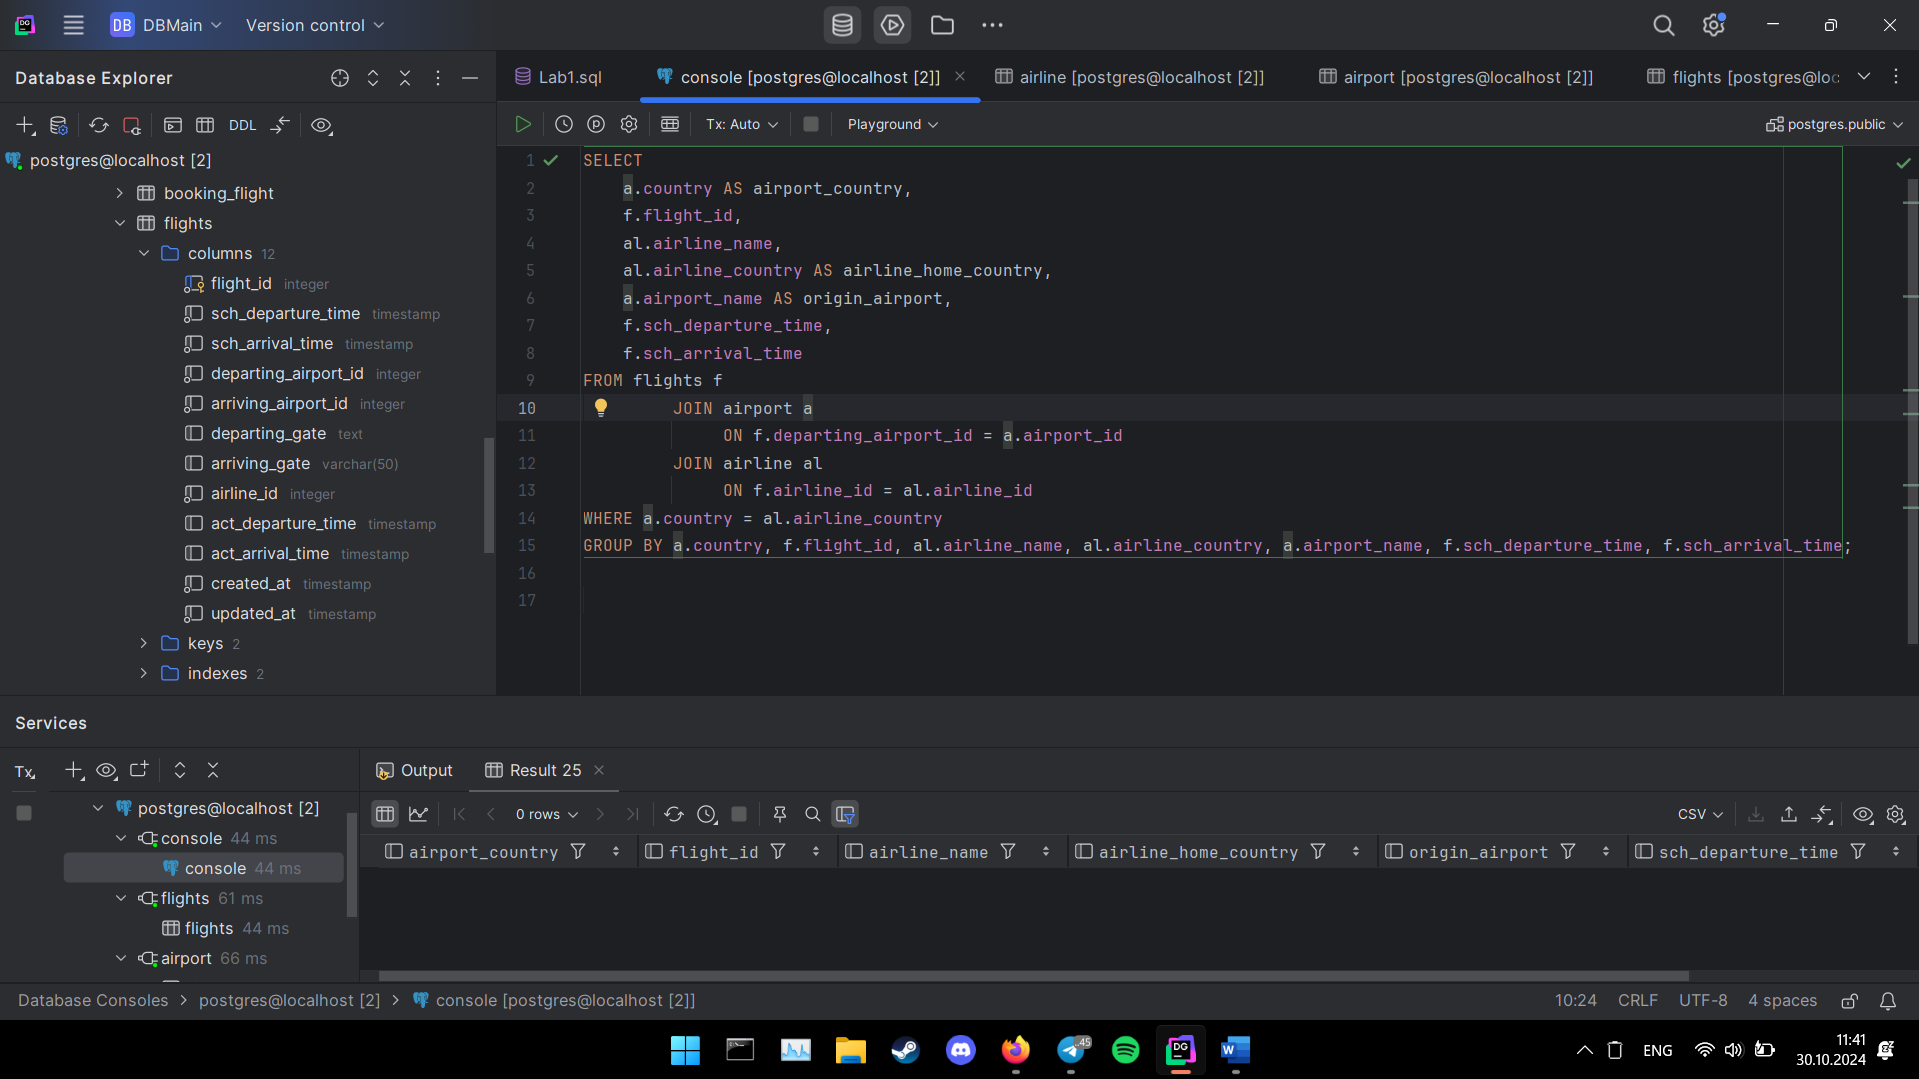 DB DBMain Version control
Database Explorer
Lab1.sql console [postgres@localhost [2]] airline [postgres@localhost [2]] airport [postgres@localhost [2]] flights [postgres@loc
DDL Tx: Auto Playground postgres.public
postgres@localhost [2]
booking_flight
flights
columns 12
flight_id integer
sch_departure_time timestamp
sch_arrival_time timestamp
departing_airport_id integer
arriving_airport_id integer
departing_gate text
arriving_gate varchar(50)
airline_id integer
act_departure_time timestamp
act_arrival_time timestamp
created_at timestamp
updated_at timestamp
keys 2
indexes 2
1 SELECT
2 a.country AS airport_country,
3 f.flight_id,
4 al.airline_name,
5 al.airline_country AS airline_home_country,
6 a.airport_name AS origin_airport,
7 f.sch_departure_time,
8 f.sch_arrival_time
9 FROM flights f
10 JOIN airport a
11 ON f.departing_airport_id = a.airport_id
12 JOIN airline al
13 ON f.airline_id = al.airline_id
14 WHERE a.country = al.airline_country
15 GROUP BY a.country, f.flight_id, al.airline_name, al.airline_country, a.airport_name, f.sch_departure_time, f.sch_arrival_time;
16
17
Services
Tx
postgres@localhost [2]
console 44 ms
console 44 ms
flights 61 ms
flights 44 ms
airport 66 ms
Output Result 25
0 rows CSV
airport_country flight_id airline_name airline_home_country origin_airport sch_departure_time
Database Consoles > postgres@localhost [2] > console [postgres@localhost [2]]
10:24 CRLF UTF-8 4 spaces
DG
45
W
ENG
11:41
30.10.2024